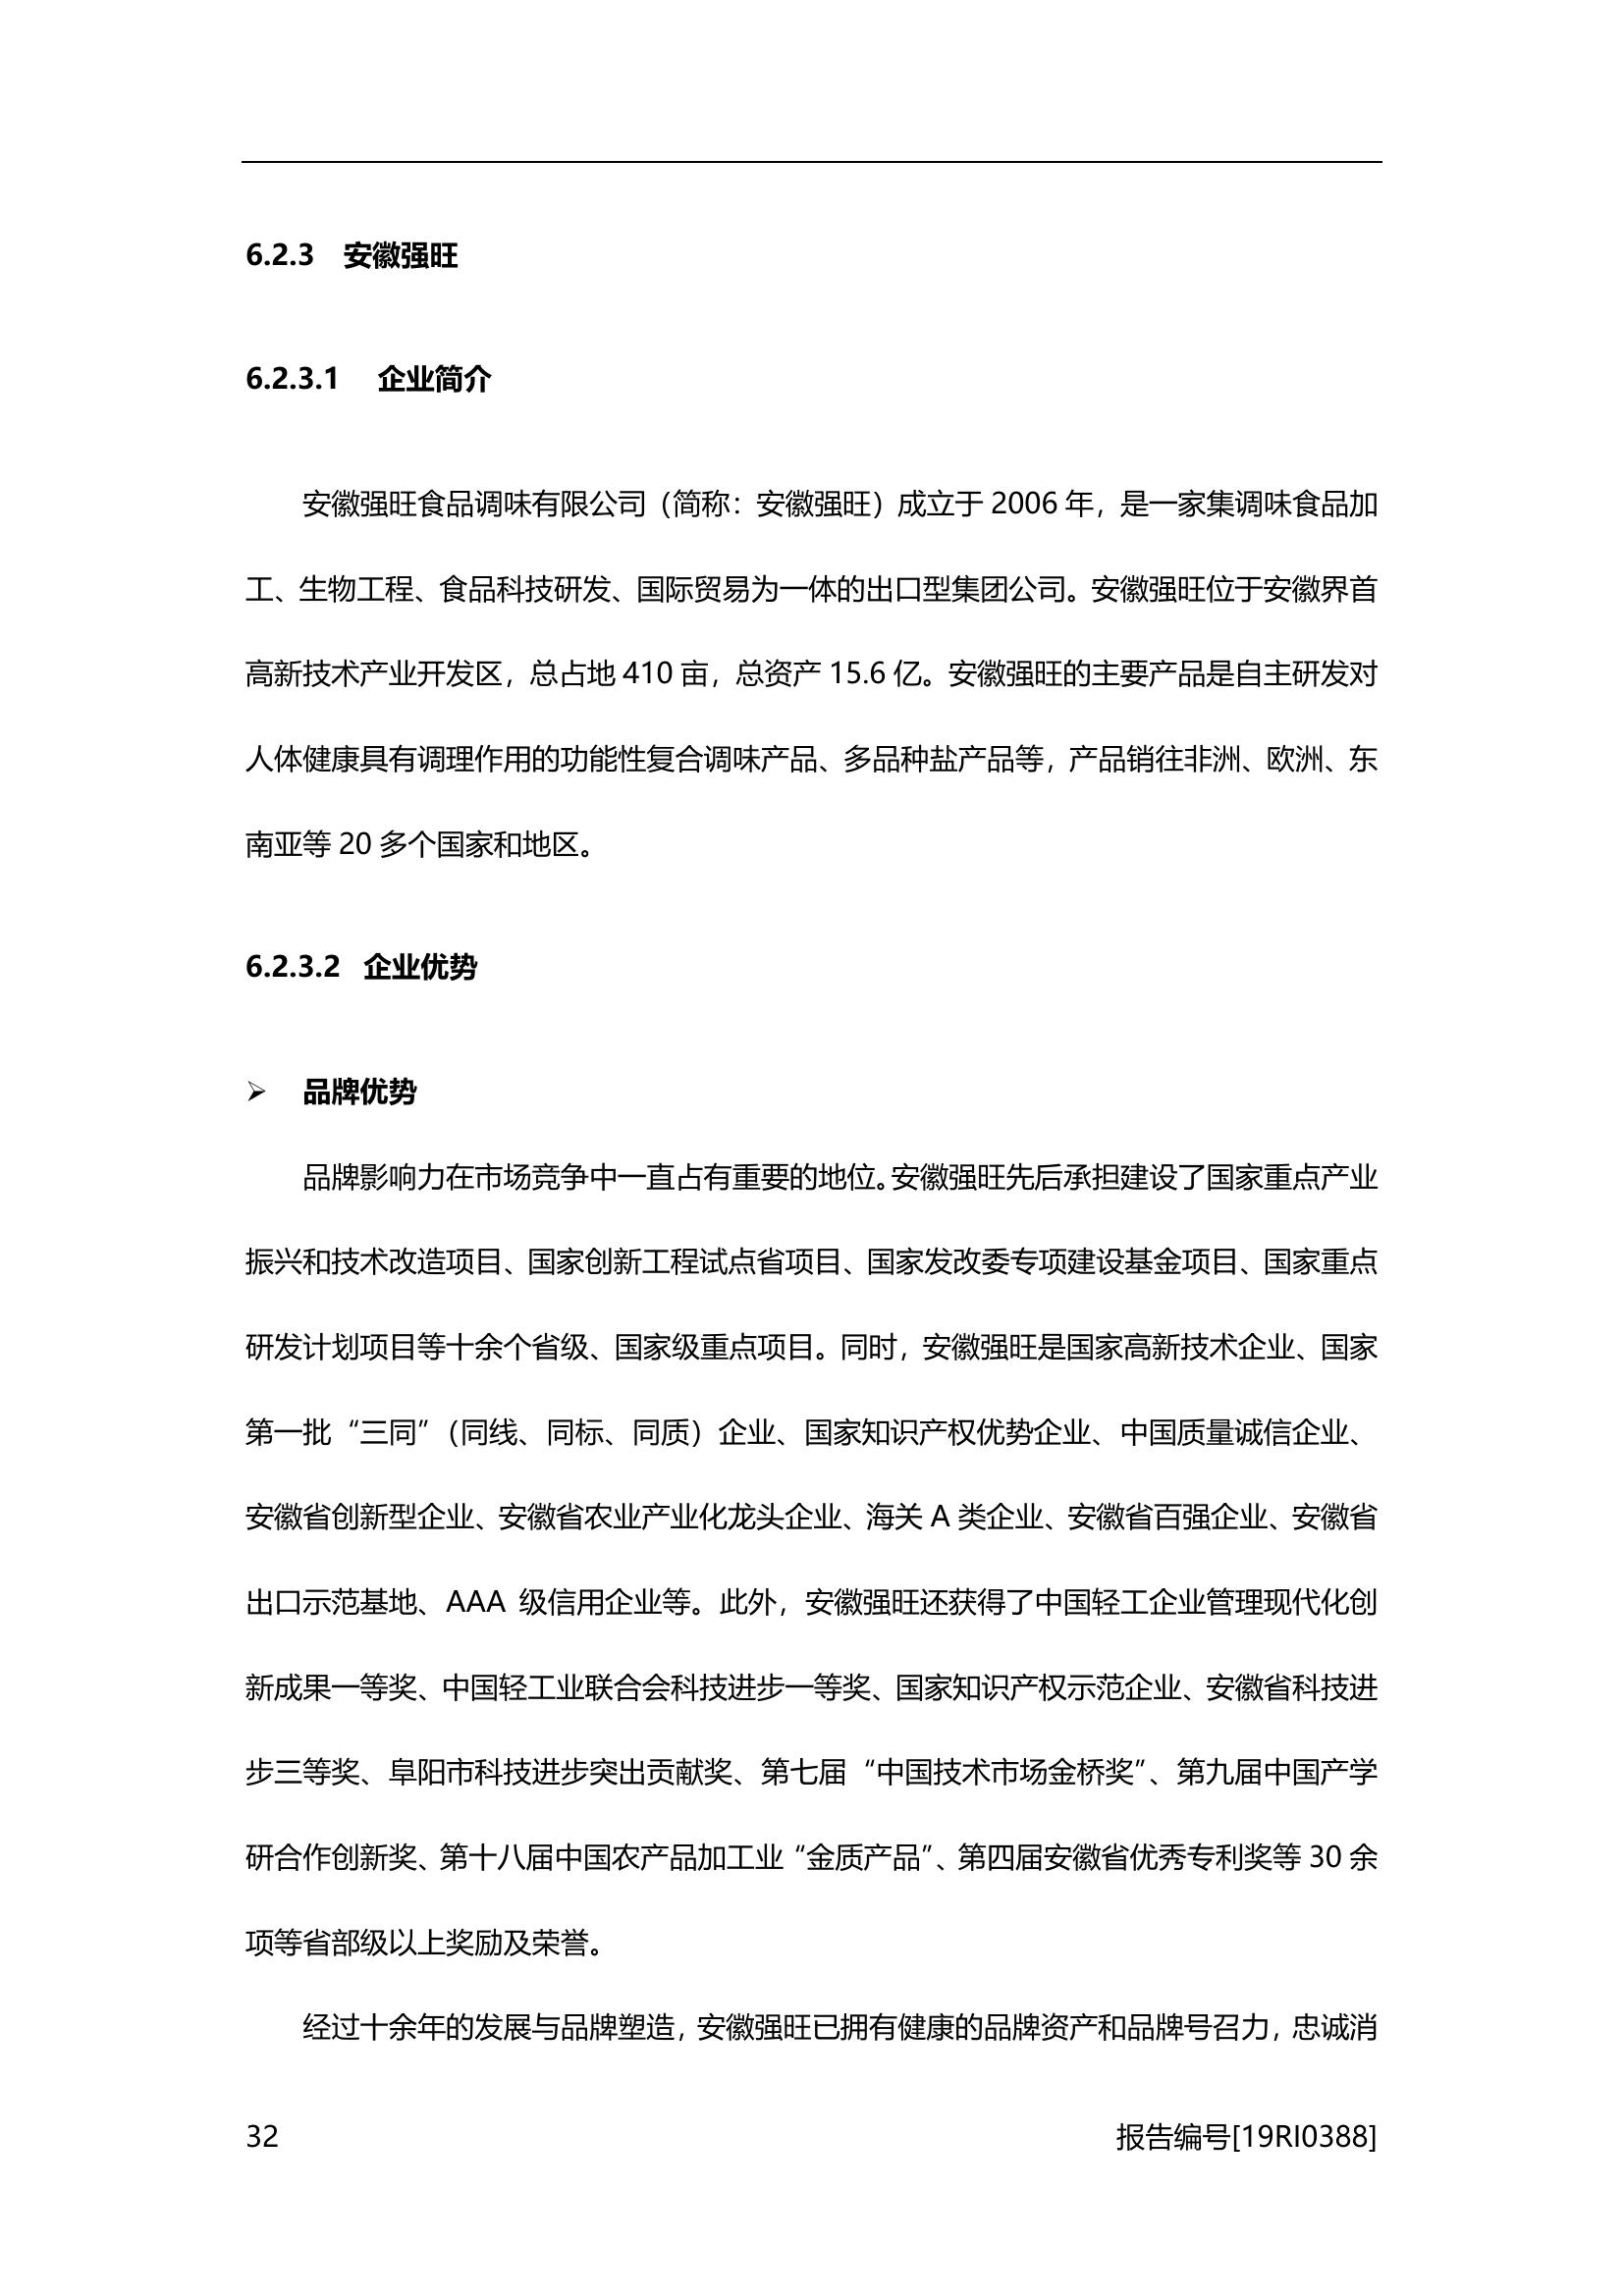 6.2.3 安徽强旺
6.2.3.1 企业简介
安徽强旺食品调味有限公司（简称：安徽强旺）成立于 2006 年，是一家集调味食品加
工、生物工程、食品科技研发、国际贸易为一体的出口型集团公司。安徽强旺位于安徽界首
高新技术产业开发区，总占地 410 亩，总资产 15.6 亿。安徽强旺的主要产品是自主研发对
人体健康具有调理作用的功能性复合调味产品、多品种盐产品等，产品销往非洲、欧洲、东
南亚等 20 多个国家和地区。
6.2.3.2 企业优势
➢ 品牌优势
品牌影响力在市场竞争中一直占有重要的地位。安徽强旺先后承担建设了国家重点产业
振兴和技术改造项目、国家创新工程试点省项目、国家发改委专项建设基金项目、国家重点
研发计划项目等十余个省级、国家级重点项目。同时，安徽强旺是国家高新技术企业、国家
第一批“三同”（同线、同标、同质）企业、国家知识产权优势企业、中国质量诚信企业、
安徽省创新型企业、安徽省农业产业化龙头企业、海关 A 类企业、安徽省百强企业、安徽省
出口示范基地、AAA 级信用企业等。此外，安徽强旺还获得了中国轻工企业管理现代化创
新成果一等奖、中国轻工业联合会科技进步一等奖、国家知识产权示范企业、安徽省科技进
步三等奖、阜阳市科技进步突出贡献奖、第七届“中国技术市场金桥奖”、第九届中国产学
研合作创新奖、第十八届中国农产品加工业“金质产品”、第四届安徽省优秀专利奖等 30 余
项等省部级以上奖励及荣誉。
经过十余年的发展与品牌塑造，安徽强旺已拥有健康的品牌资产和品牌号召力，忠诚消
32 报告编号[19RI0388]